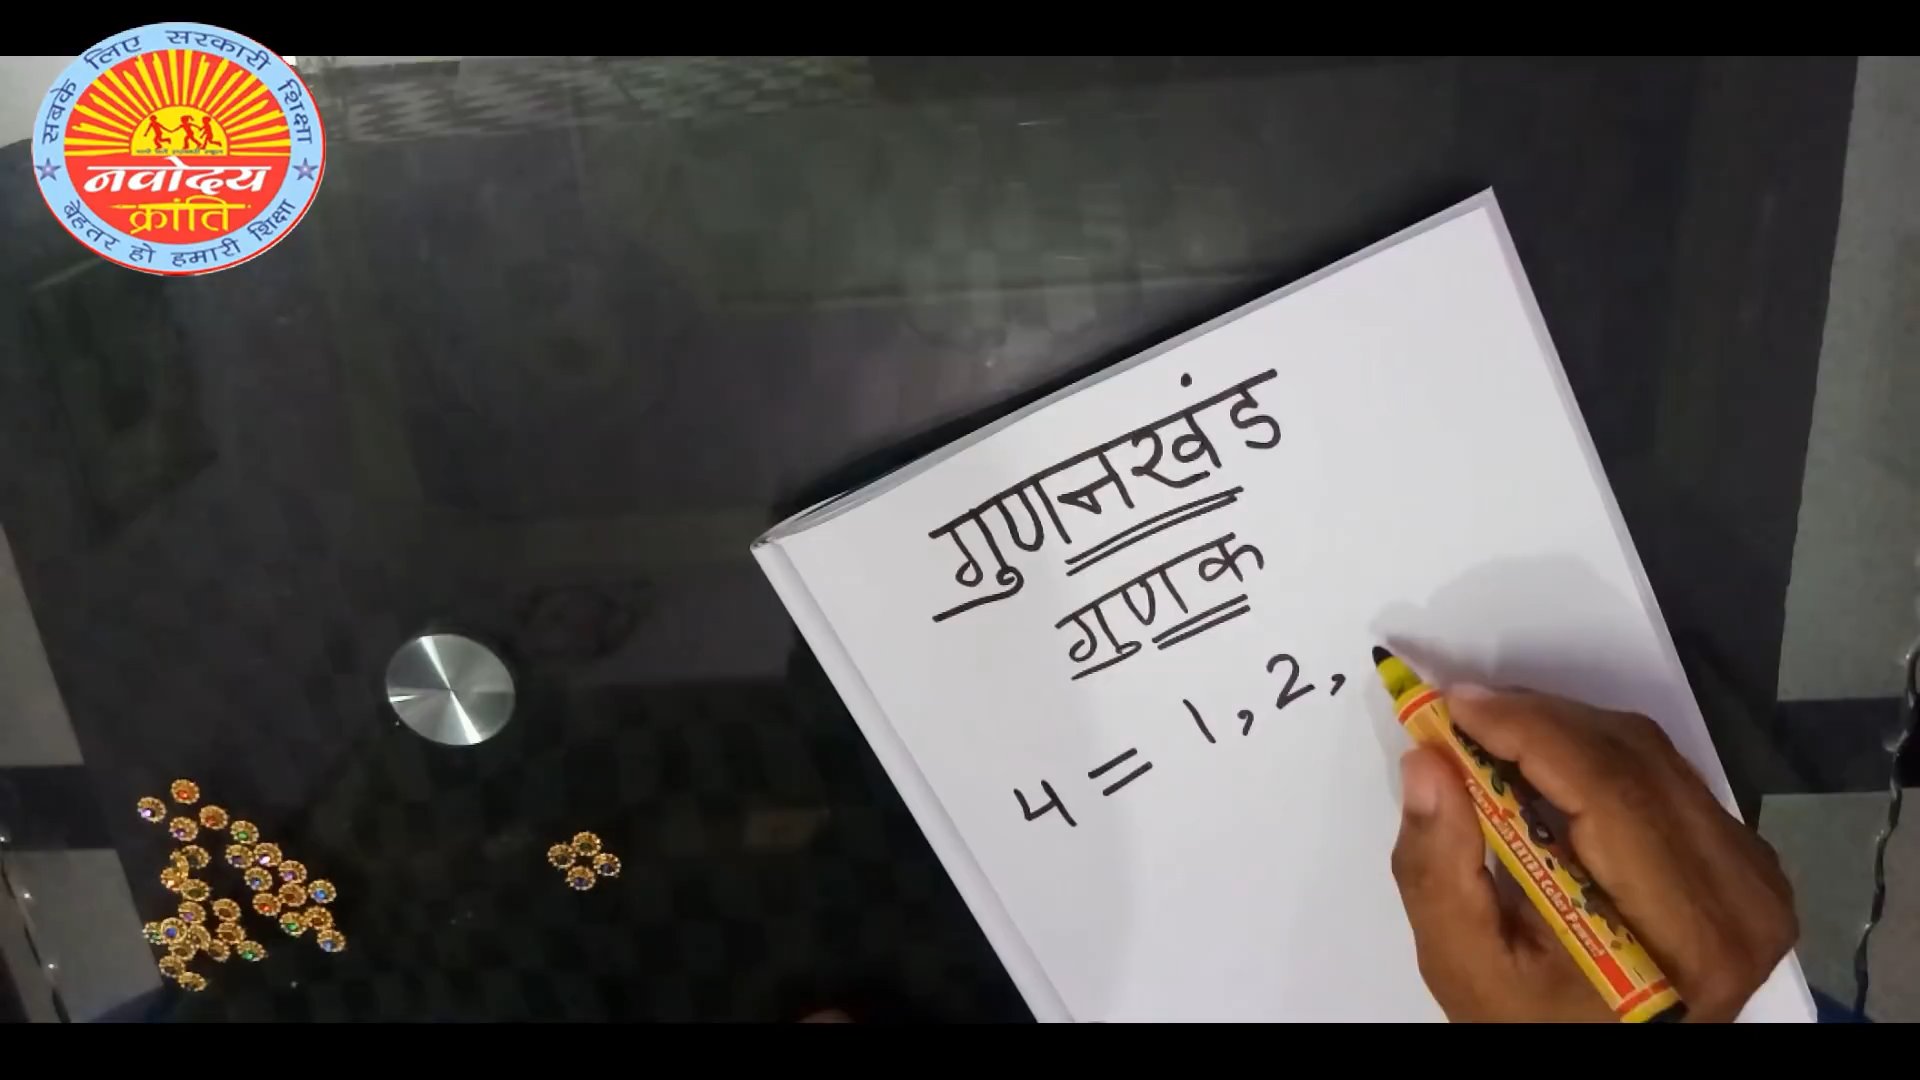 सबके लिए सरकारी शिक्षा
नवोदय
क्रांति
बेहतर हो हमारी शिक्षा
गुणनखंड
गुणक
4 = 1, 2,